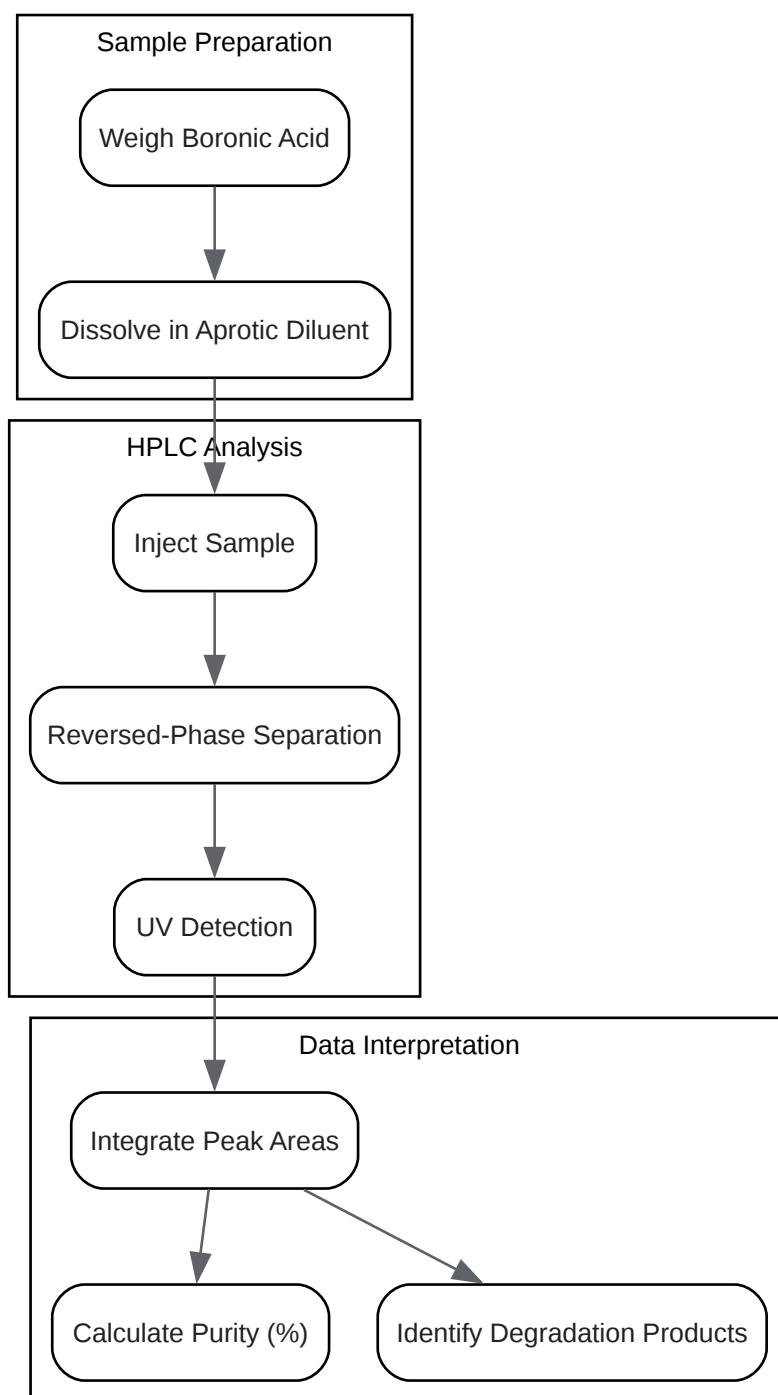 Sample Preparation
Weigh Boronic Acid
Dissolve in Aprotic Diluent
HPLC Analysis
Inject Sample
Reversed-Phase Separation
UV Detection
Data Interpretation
Integrate Peak Areas
Calculate Purity (%)
Identify Degradation Products